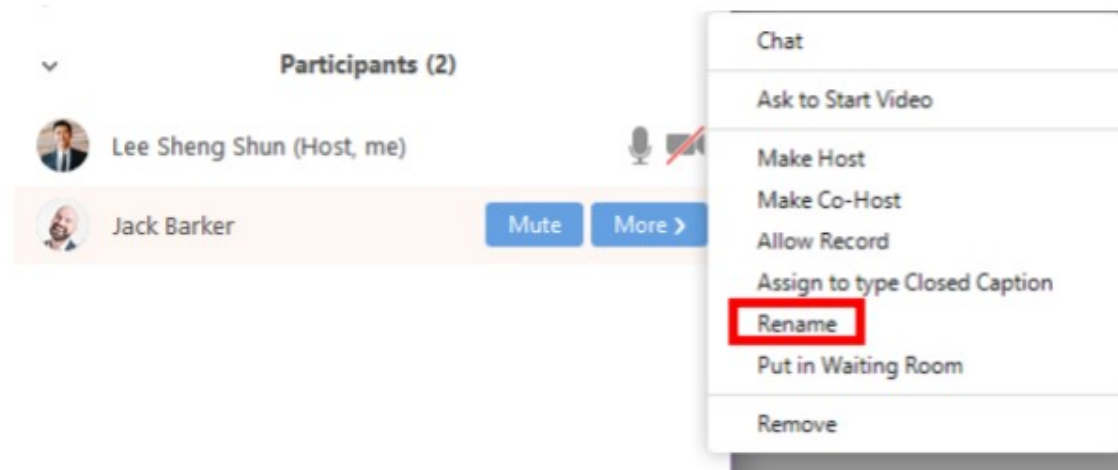 Participants (2)
Lee Sheng Shun (Host, me)
Jack Barker
Mute
More >
Chat
Ask to Start Video
Make Host
Make Co-Host
Allow Record
Assign to type Closed Caption
Rename
Put in Waiting Room
Remove